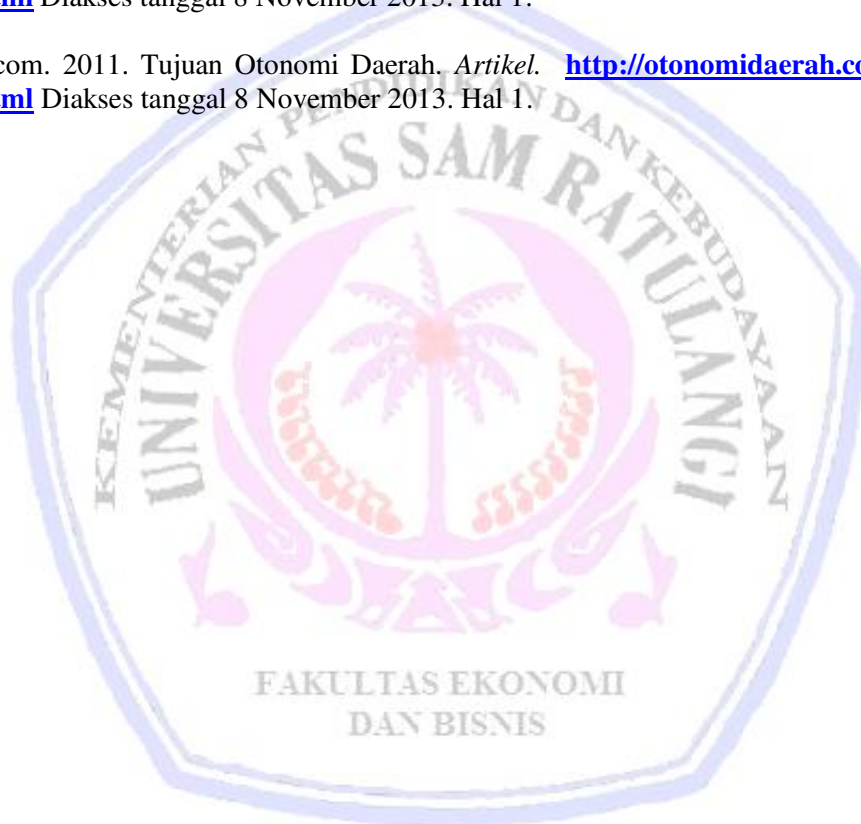 ml Diakses tanggal 8 November 2013. Hal 1.
com. 2011. Tujuan Otonomi Daerah. Artikel. http://otonomidaerah.co
ml Diakses tanggal 8 November 2013. Hal 1.
KEMENTERIAN PENDIDIKAN DAN KEBUDAYAAN
UNIVERSITAS SAM RATULANGI
FAKULTAS EKONOMI
DAN BISNIS